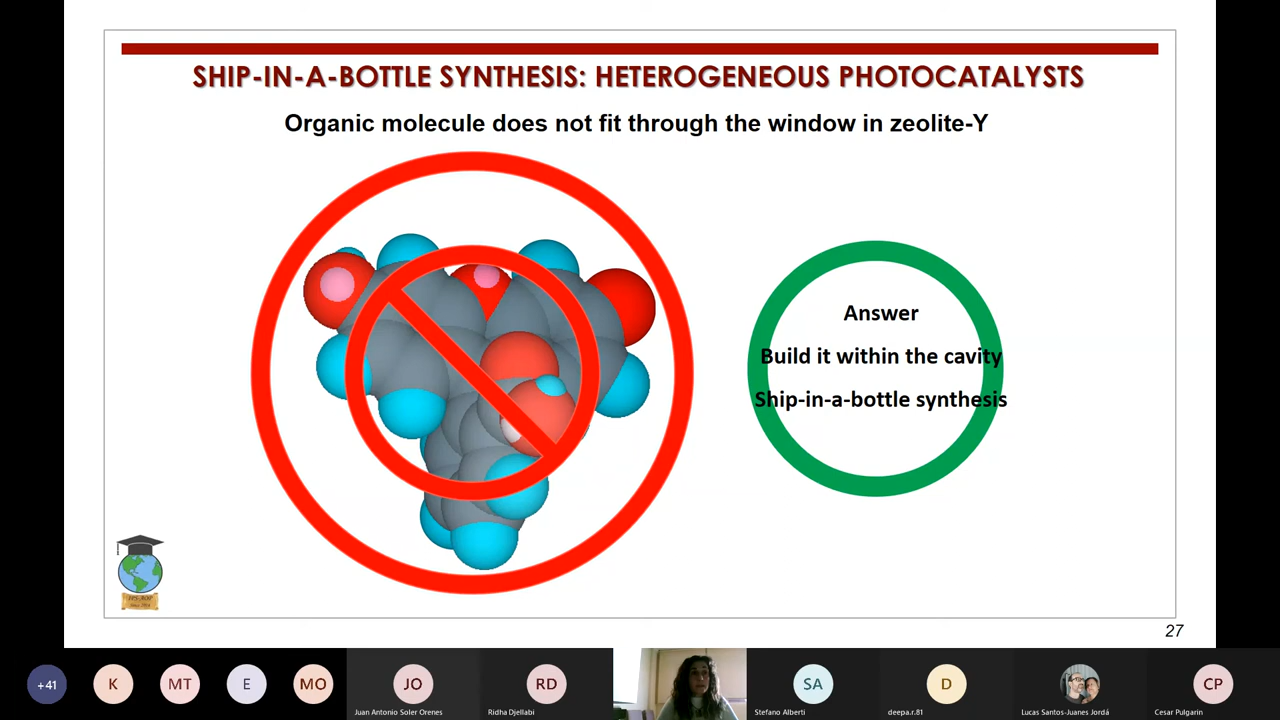 SHIP-IN-A-BOTTLE SYNTHESIS: HETEROGENEOUS PHOTOCATALYSTS
Organic molecule does not fit through the window in zeolite-Y
Answer
Build it within the cavity
Ship-in-a-bottle synthesis
27
+41
K
MT
E
MO
JO
Juan Antonio Soler Orenes
RD
Ridha Djellabi
SA
Stefano Alberti
D
deepa.r.81
Lucas Santos-Juanes Jordá
CP
Cesar Pulgarin